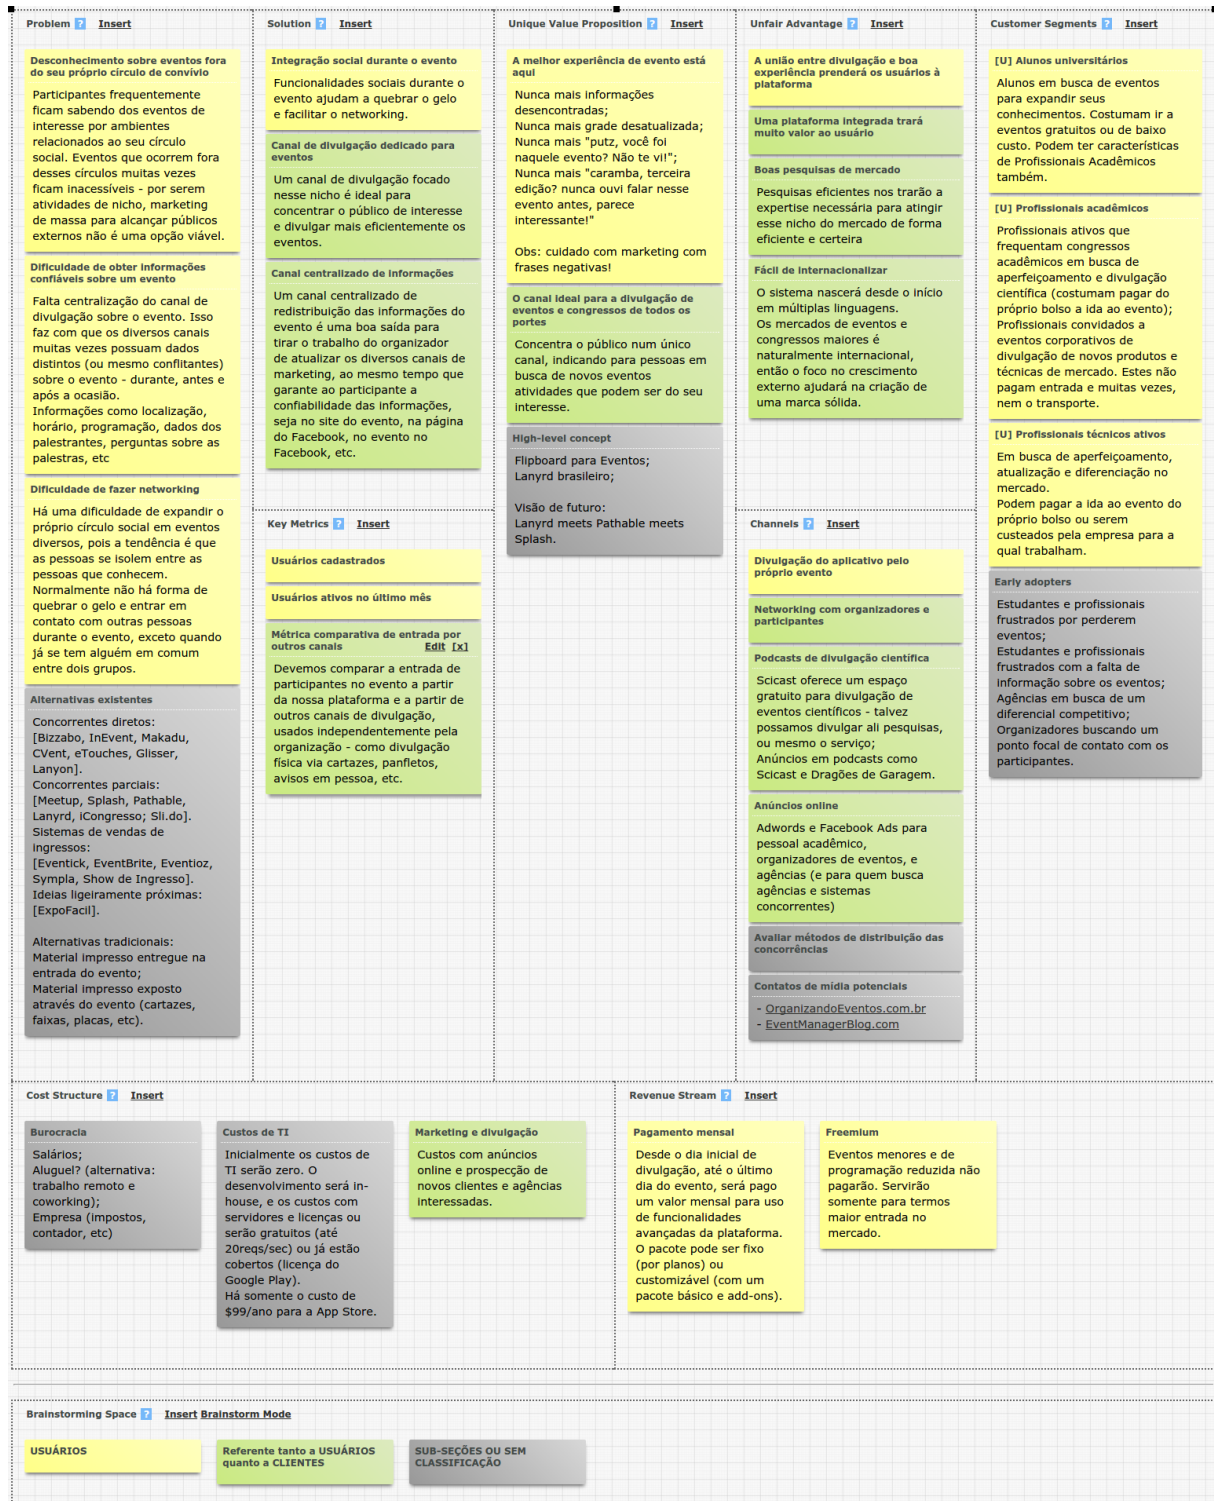 Problem ? Insert
Desconhecimento sobre eventos fora
do seu próprio círculo de convívio
Participantes frequentemente
ficam sabendo dos eventos de
interesse por ambientes
relacionados ao seu círculo
social. Eventos que ocorrem fora
desses círculos muitas vezes
ficam inacessíveis - por serem
atividades de nicho, marketing
de massa para alcançar públicos
externos não é uma opção viável.
Dificuldade de obter informações
confiáveis sobre um evento
Falta centralização do canal de
divulgação sobre o evento. Isso
faz com que os diversos canais
muitas vezes possuam dados
distintos (ou mesmo conflitantes)
sobre o evento - durante, antes e
após a ocasião.
Informações como localização,
horário, programação, dados dos
palestrantes, perguntas sobre as
palestras, etc
Dificuldade de fazer networking
Há uma dificuldade de expandir o
próprio círculo social em eventos
diversos, pois a tendência é que
as pessoas se isolem entre as
pessoas que conhecem.
Normalmente não há forma de
quebrar o gelo e entrar em
contato com outras pessoas
durante o evento, exceto quando
já se tem alguém em comum
entre dois grupos.
Alternativas existentes
Concorrentes diretos:
[Bizzabo, InEvent, Makadu,
CVent, eTouches, Glisser,
Lanyon].
Concorrentes parciais:
[Meetup, Splash, Pathable,
Lanyrd, iCongresso; Sli.do].
Sistemas de vendas de
ingressos:
[Eventick, EventBrite, Eventioz,
Sympla, Show de Ingresso].
Ideias ligeiramente próximas:
[ExpoFacil].
Alternativas tradicionais:
Material impresso entregue na
entrada do evento;
Material impresso exposto
através do evento (cartazes,
faixas, placas, etc).
Solution ? Insert
Integração social durante o evento
Funcionalidades sociais durante o
evento ajudam a quebrar o gelo
e facilitar o networking.
Canal de divulgação dedicado para
eventos
Um canal de divulgação focado
nesse nicho é ideal para
concentrar o público de interesse
e divulgar mais eficientemente os
eventos.
Canal centralizado de informações
Um canal centralizado de
redistribuição das informações do
evento é uma boa saída para
tirar o trabalho do organizador
de atualizar os diversos canais de
marketing, ao mesmo tempo que
garante ao participante a
confiabilidade das informações,
seja no site do evento, na página
do Facebook, no evento no
Facebook, etc.
Key Metrics ? Insert
Usuários cadastrados
Usuários ativos no último mês
Métrica comparativa de entrada por
outros canais Edit [x]
Devemos comparar a entrada de
participantes no evento a partir
da nossa plataforma e a partir de
outros canais de divulgação,
usados independentemente pela
organização - como divulgação
física via cartazes, panfletos,
avisos em pessoa, etc.
Unique Value Proposition ? Insert
A melhor experiência de evento está
aqui
Nunca mais informações
desencontradas;
Nunca mais grade desatualizada;
Nunca mais "putz, você foi
naquele evento? Não te vi!";
Nunca mais "caramba, terceira
edição? nunca ouvi falar nesse
evento antes, parece
interessante!"
Obs: cuidado com marketing com
frases negativas!
O canal ideal para a divulgação de
eventos e congressos de todos os
portes
Concentra o público num único
canal, indicando para pessoas em
busca de novos eventos
atividades que podem ser do seu
interesse.
High-level concept
Flipboard para Eventos;
Lanyrd brasileiro;
Visão de futuro:
Lanyrd meets Pathable meets
Splash.
Unfair Advantage ? Insert
A união entre divulgação e boa
experiência prenderá os usuários à
plataforma
Uma plataforma integrada trará
muito valor ao usuário
Boas pesquisas de mercado
Pesquisas eficientes nos trarão a
expertise necessária para atingir
esse nicho do mercado de forma
eficiente e certeira
Fácil de internacionalizar
O sistema nascerá desde o início
em múltiplas linguagens.
Os mercados de eventos e
congressos maiores é
naturalmente internacional,
então o foco no crescimento
externo ajudará na criação de
uma marca sólida.
Channels ? Insert
Divulgação do aplicativo pelo
próprio evento
Networking com organizadores e
participantes
Podcasts de divulgação científica
Scicast oferece um espaço
gratuito para divulgação de
eventos científicos - talvez
possamos divulgar ali pesquisas,
ou mesmo o serviço;
Anúncios em podcasts como
Scicast e Dragões de Garagem.
Anúncios online
Adwords e Facebook Ads para
pessoal acadêmico,
organizadores de eventos, e
agências (e para quem busca
agências e sistemas
concorrentes)
Avaliar métodos de distribuição das
concorrências
Contatos de mídia potenciais
- OrganizandoEventos.com.br
- EventManagerBlog.com
Customer Segments ? Insert
[U] Alunos universitários
Alunos em busca de eventos
para expandir seus
conhecimentos. Costumam ir a
eventos gratuitos ou de baixo
custo. Podem ter características
de Profissionais Acadêmicos
também.
[U] Profissionais acadêmicos
Profissionais ativos que
frequentam congressos
acadêmicos em busca de
aperfeiçoamento e divulgação
científica (costumam pagar do
próprio bolso a ida ao evento);
Profissionais convidados a
eventos corporativos de
divulgação de novos produtos e
técnicas de mercado. Estes não
pagam entrada e muitas vezes,
nem o transporte.
[U] Profissionais técnicos ativos
Em busca de aperfeiçoamento,
atualização e diferenciação no
mercado.
Podem pagar a ida ao evento do
próprio bolso ou serem
custeados pela empresa para a
qual trabalham.
Early adopters
Estudantes e profissionais
frustrados por perderem
eventos;
Estudantes e profissionais
frustrados com a falta de
informação sobre os eventos;
Agências em busca de um
diferencial competitivo;
Organizadores buscando um
ponto focal de contato com os
participantes.
Cost Structure ? Insert
Burocracia
Salários;
Aluguel? (alternativa:
trabalho remoto e
coworking);
Empresa (impostos,
contador, etc)
Custos de TI
Inicialmente os custos de
TI serão zero. O
desenvolvimento será in-
house, e os custos com
servidores e licenças ou
serão gratuitos (até
20reqs/sec) ou já estão
cobertos (licença do
Google Play).
Há somente o custo de
$99/ano para a App Store.
Marketing e divulgação
Custos com anúncios
online e prospecção de
novos clientes e agências
interessadas.
Revenue Stream ? Insert
Pagamento mensal
Desde o dia inicial de
divulgação, até o último
dia do evento, será pago
um valor mensal para uso
de funcionalidades
avançadas da plataforma.
O pacote pode ser fixo
(por planos) ou
customizável (com um
pacote básico e add-ons).
Freemium
Eventos menores e de
programação reduzida não
pagarão. Servirão
somente para termos
maior entrada no
mercado.
Brainstorming Space ? Insert Brainstorm Mode
USUÁRIOS
Referente tanto a USUÁRIOS
quanto a CLIENTES
SUB-SEÇÕES OU SEM
CLASSIFICAÇÃO